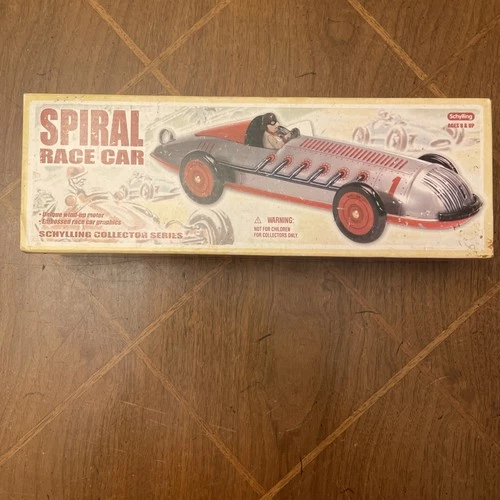 SPIRAL
RACE CAR
Schylling
AGES 8 & UP
1
• Unique wind-up motor
• Embossed race car graphics
SCHYLLING COLLECTOR SERIES
⚠ WARNING:
NOT FOR CHILDREN
FOR COLLECTORS ONLY.